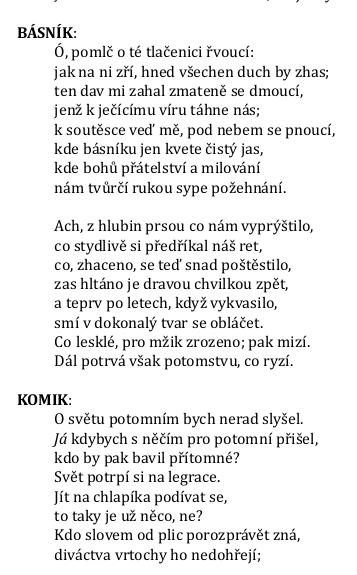 BÁSNÍK:
Ó, pomlč o té tlačenici řvoucí:
jak na ni zří, hned všechen duch by zhas;
ten dav mi zahal zmateně se dmoucí,
jenž k ječícímu víru táhne nás;
k soutěsce veď mě, pod nebem se pnoucí,
kde básníku jen kvete čistý jas,
kde bohů přátelství a milování
nám tvůrčí rukou sype požehnání.
Ach, z hlubin prsou co nám vyprýštilo,
co stydlivě si předříkal náš ret,
co, zhaceno, se teď snad poštěstilo,
zas hltáno je dravou chvilkou zpět,
a teprv po letech, když vykvasilo,
smí v dokonalý tvar se obláčet.
Co lesklé, pro mžik zrozeno; pak mizí.
Dál potrvá však potomstvu, co ryzí.
KOMIK:
O světu potomním bych nerad slyšel.
Já kdybych s něčím pro potomní přišel,
kdo by pak bavil přítomné?
Svět potrpí si na legrace.
Jít na chlapíka podívat se,
to taky je už něco, ne?
Kdo slovem od plic porozprávět zná,
diváctva vrtochy ho nedohřejí;